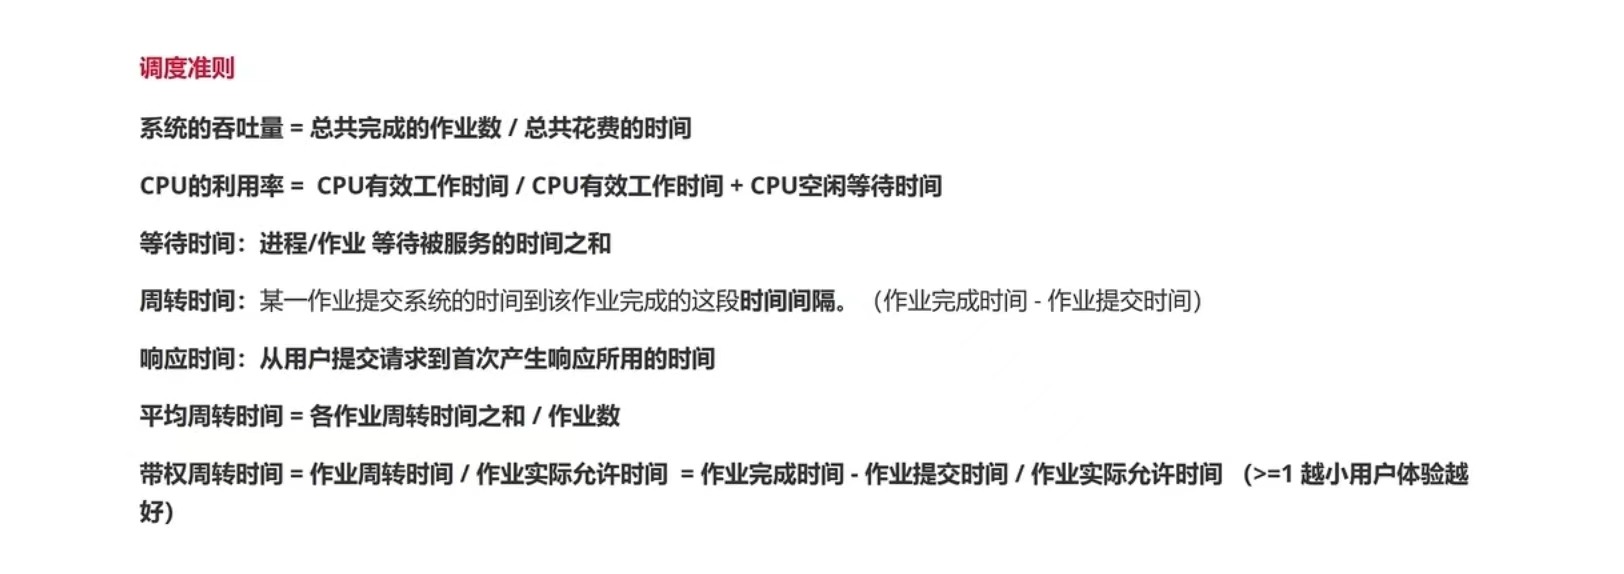 调度准则
系统的吞吐量 = 总共完成的作业数 / 总共花费的时间
CPU的利用率 = CPU有效工作时间 / CPU有效工作时间 + CPU空闲等待时间
等待时间：进程/作业 等待被服务的时间之和
周转时间：某一作业提交系统的时间到该作业完成的这段时间间隔。（作业完成时间 - 作业提交时间）
响应时间：从用户提交请求到首次产生响应所用的时间
平均周转时间 = 各作业周转时间之和 / 作业数
带权周转时间 = 作业周转时间 / 作业实际允许时间 = 作业完成时间 - 作业提交时间 / 作业实际允许时间 （>=1 越小用户体验越
好）